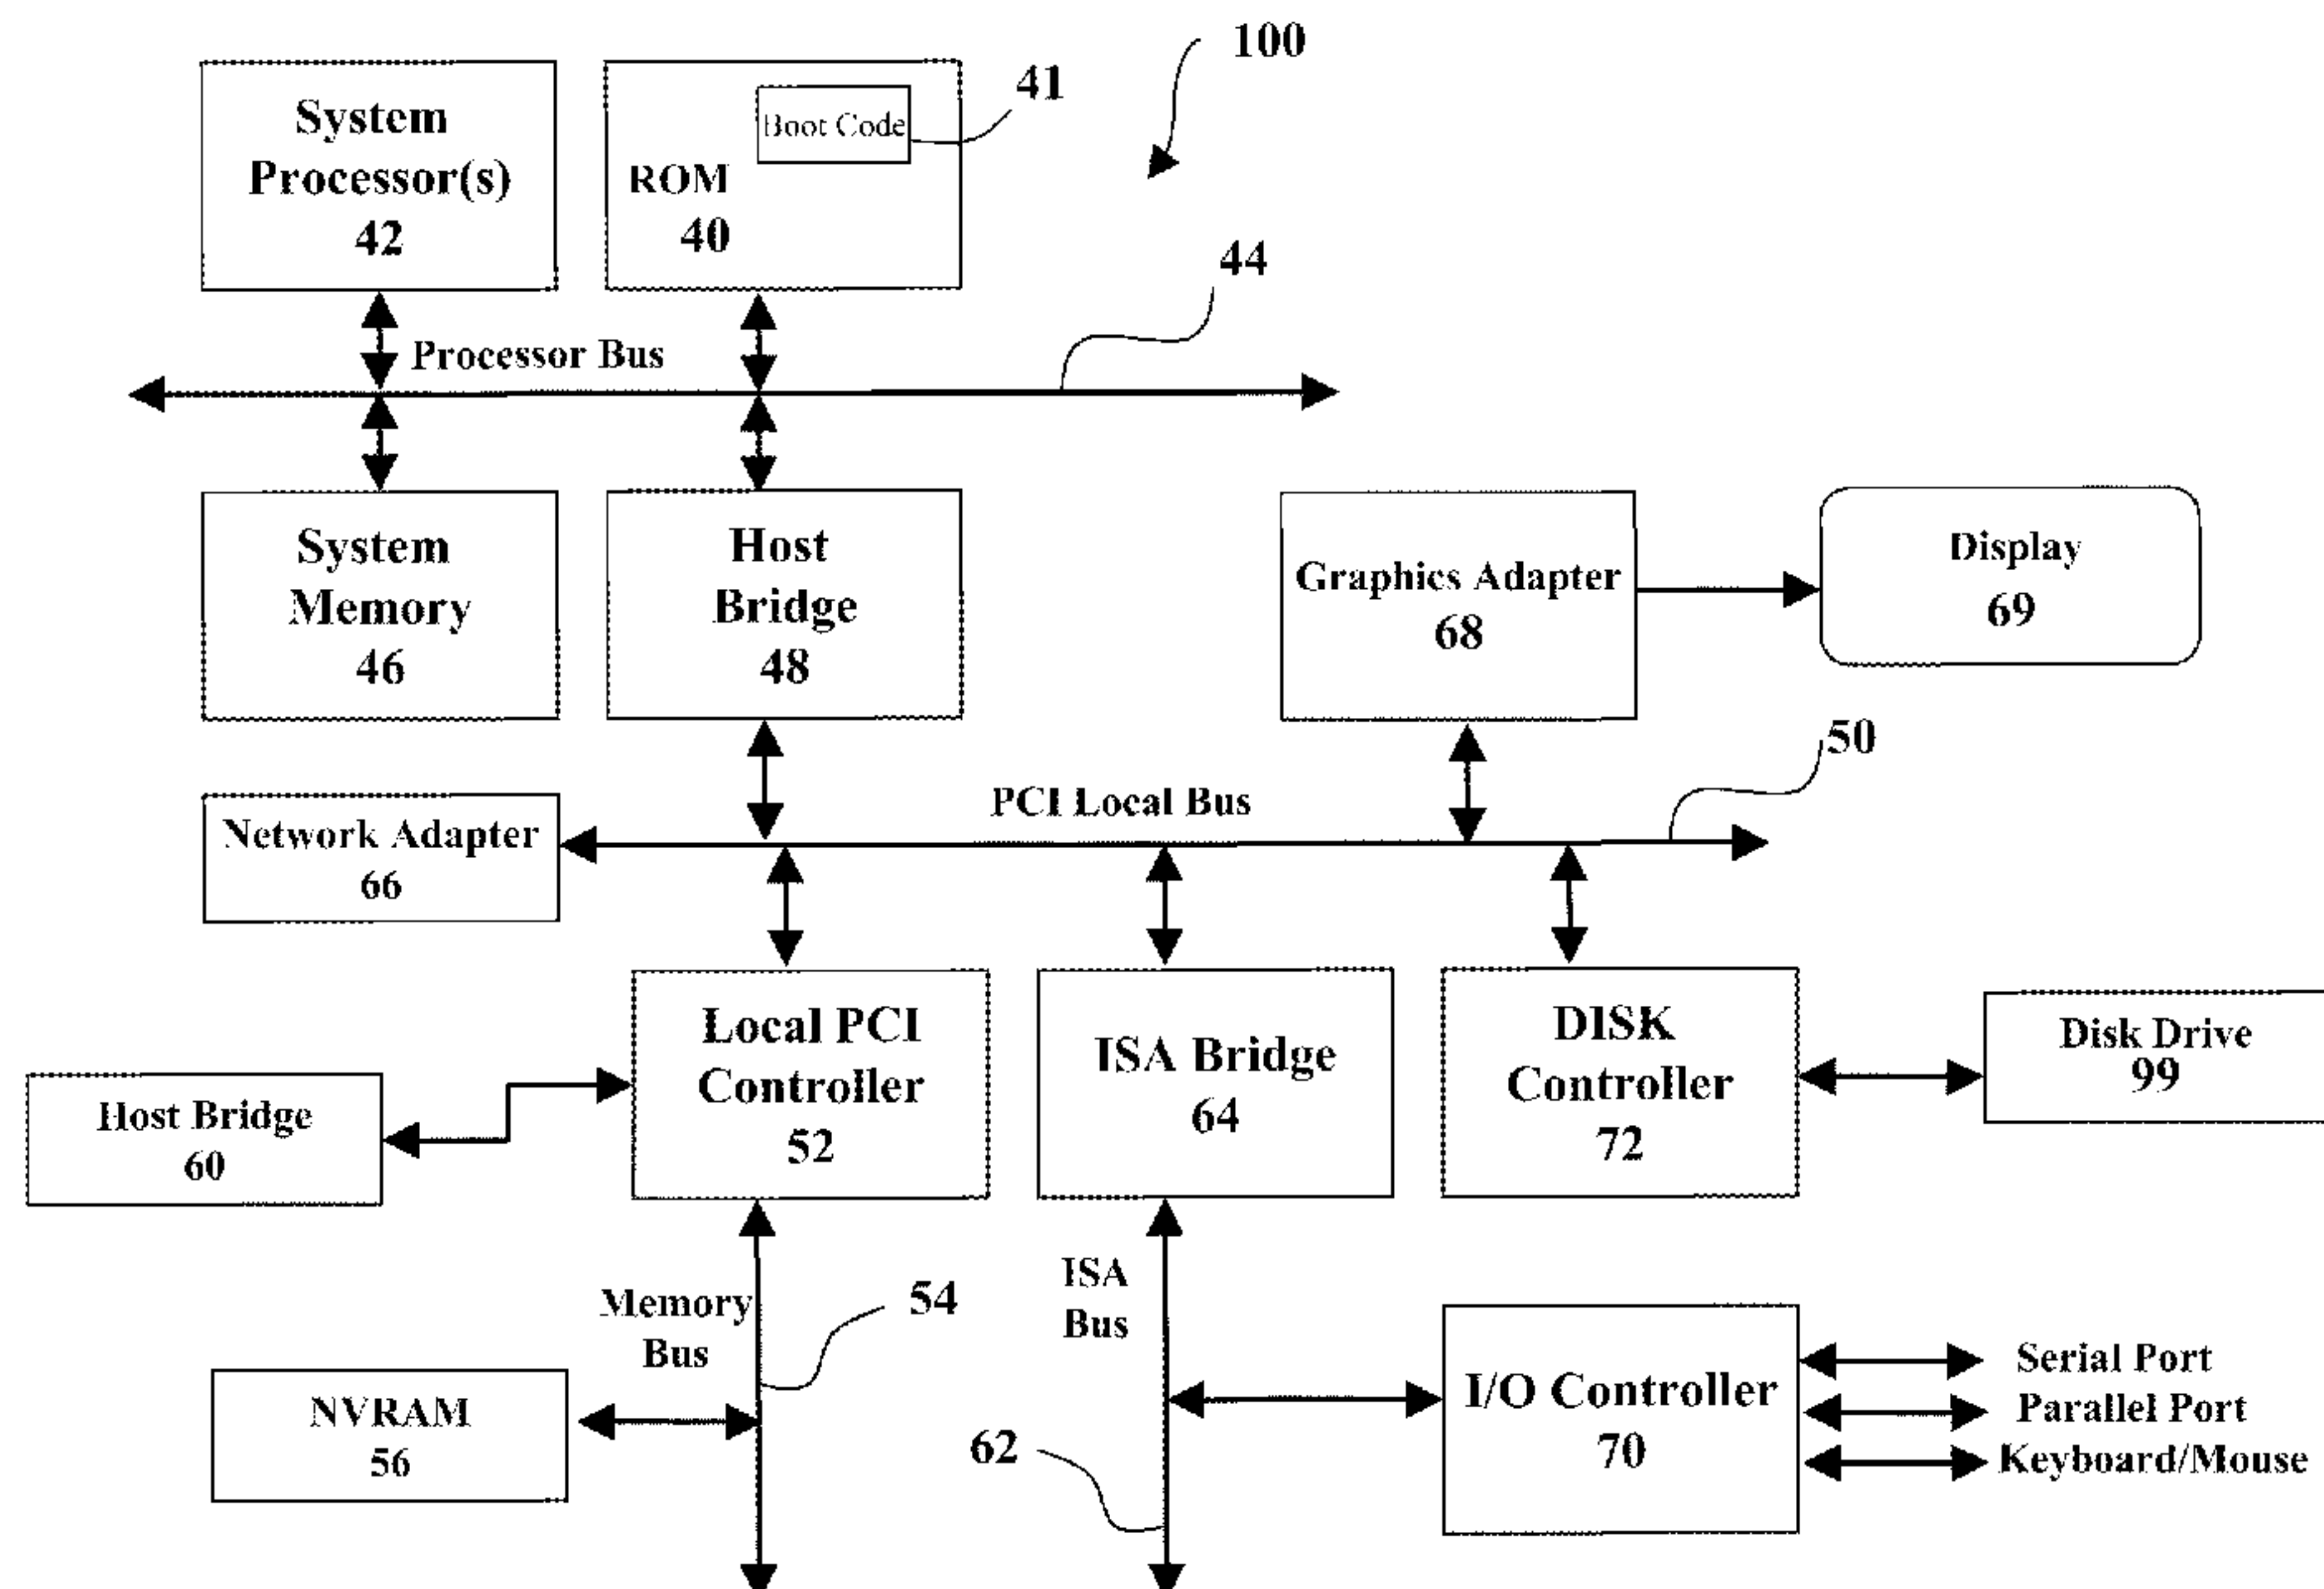 100
System
Processor(s)
42
41
Boot Code
ROM
40
44
Processor Bus
System
Memory
46
Host
Bridge
48
Graphics Adapter
68
Display
69
50
PCI Local Bus
Network Adapter
66
Local PCI
Controller
52
ISA Bridge
64
DISK
Controller
72
Disk Drive
99
Host Bridge
60
Memory
Bus
54
ISA
Bus
NVRAM
56
62
I/O Controller
70
Serial Port
Parallel Port
Keyboard/Mouse